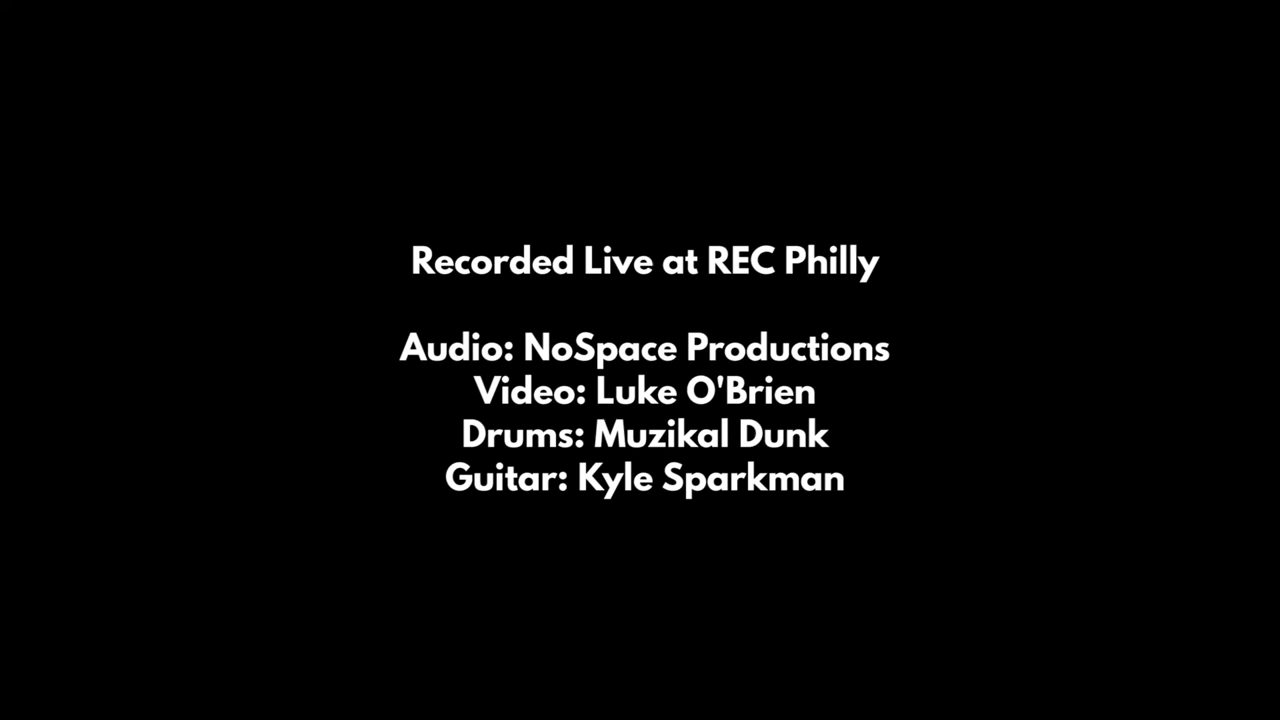 Recorded Live at REC Philly
Audio: NoSpace Productions
Video: Luke O'Brien
Drums: Muzikal Dunk
Guitar: Kyle Sparkman